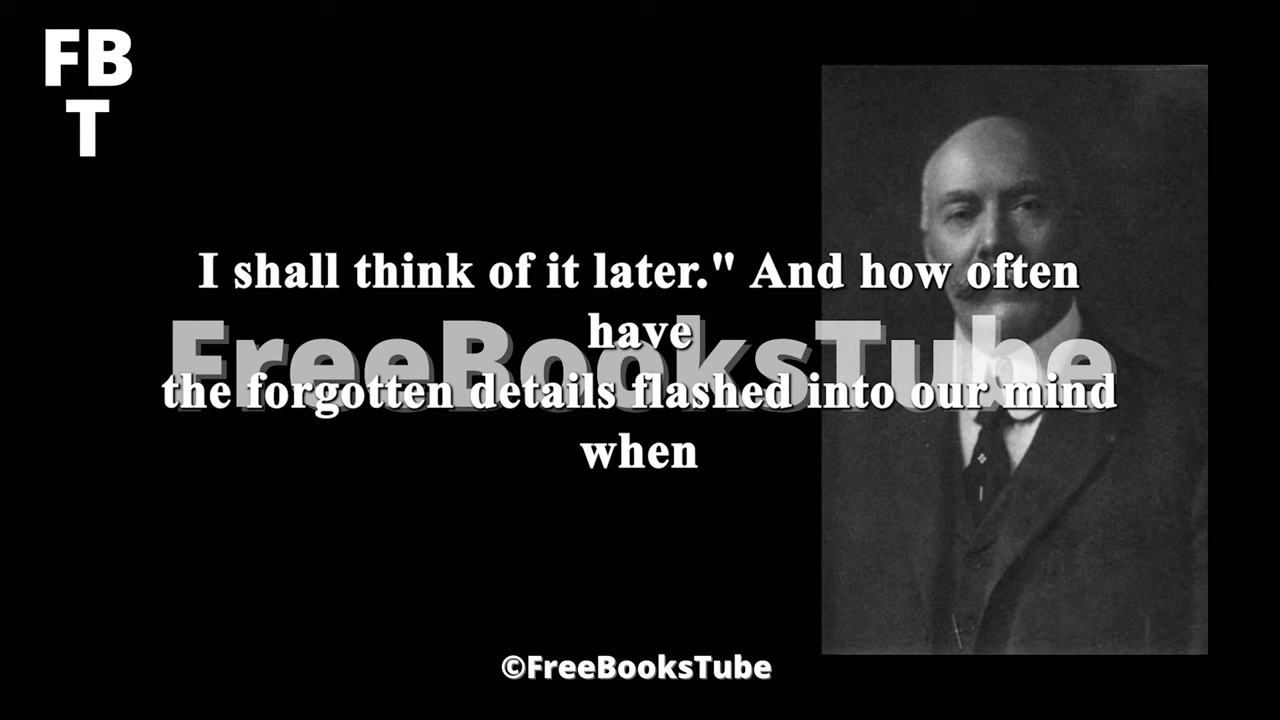 FB
T
I shall think of it later." And how often
have
FreeBooksTube
the forgotten details flashed into our mind
when
©FreeBooksTube